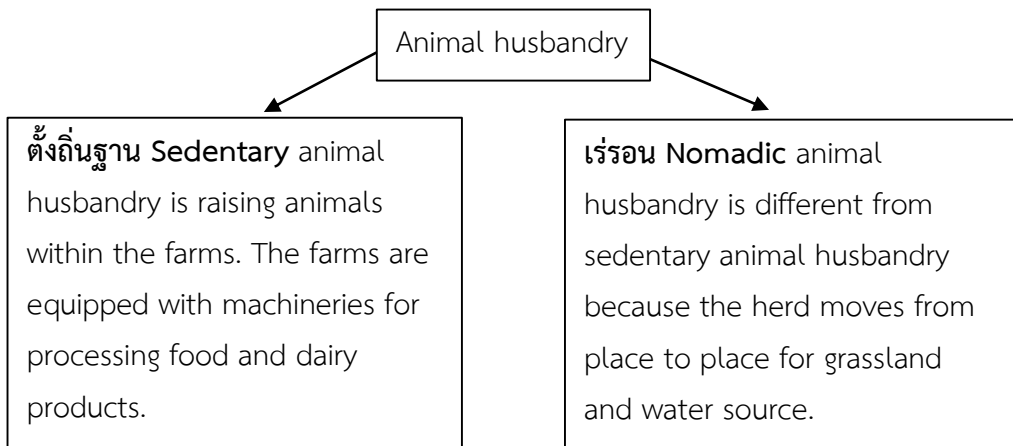 Animal husbandry
ตั้งถิ่นฐาน Sedentary animal
husbandry is raising animals
within the farms. The farms are
equipped with machineries for
processing food and dairy
products.
เร่รอน Nomadic animal
husbandry is different from
sedentary animal husbandry
because the herd moves from
place to place for grassland
and water source.